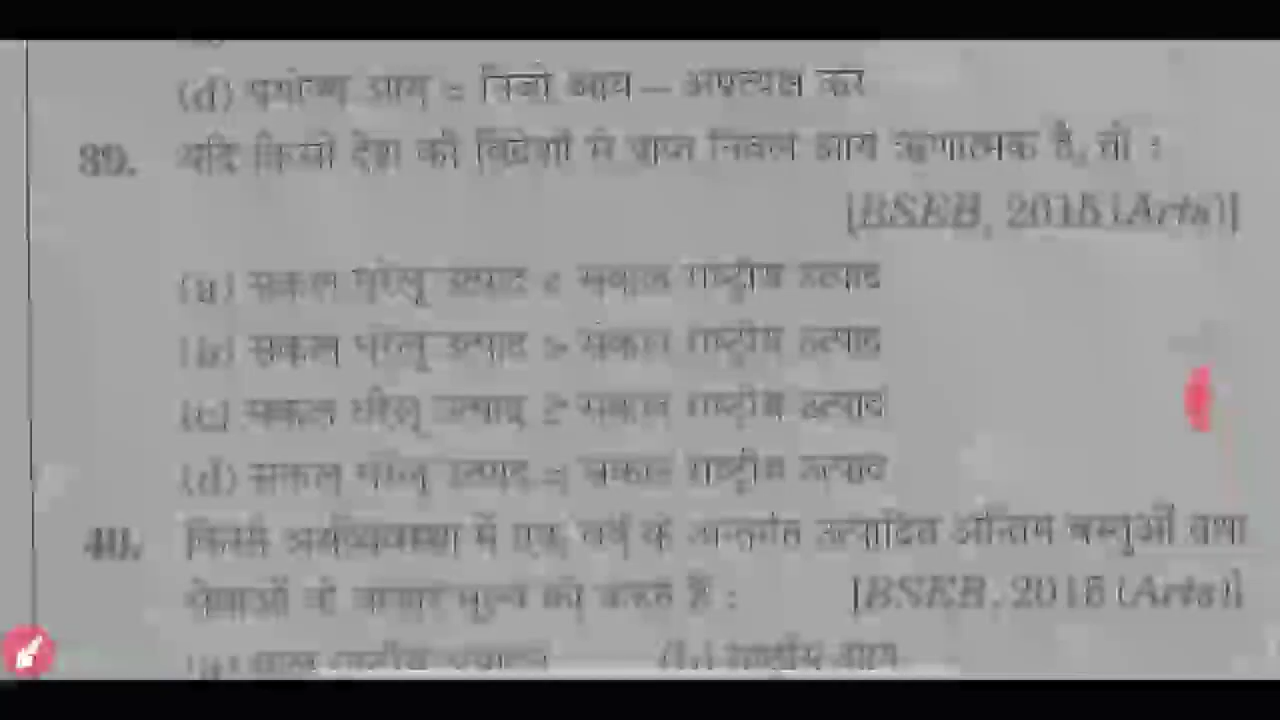 (d) प्रयोज्य आय = निजी आय – अप्रत्यक्ष कर
39. यदि किसी देश की विदेशों से प्राप्त निवल आय ऋणात्मक है, तो :
[BSEB, 2015 (Arts)]
(a) सकल घरेलू उत्पाद < सकल राष्ट्रीय उत्पाद
(b) सकल घरेलू उत्पाद > सकल राष्ट्रीय उत्पाद
(c) सकल घरेलू उत्पाद ≥ सकल राष्ट्रीय उत्पाद
(d) सकल घरेलू उत्पाद = सकल राष्ट्रीय उत्पाद
40. किसी अर्थव्यवस्था में एक वर्ष के अन्तर्गत उत्पादित अन्तिम वस्तुओं तथा
सेवाओं के बाजार मूल्य को कहते हैं : [BSEB, 2015 (Arts)]
(a) राष्ट्रीय (b) राष्ट्रीय आय